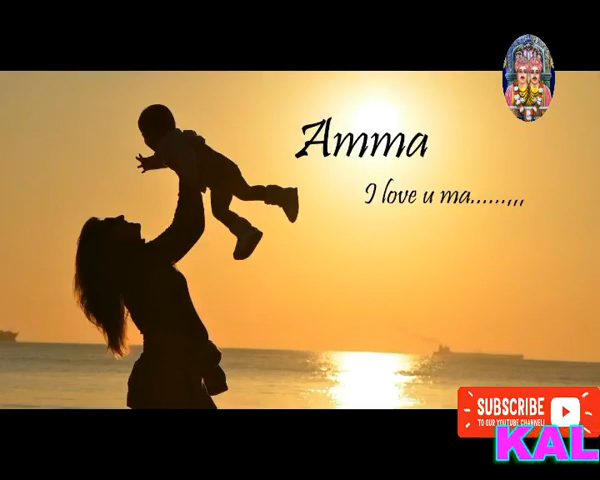 Amma
I love u ma.....,,,,
SUBSCRIBE
TO OUR YOUTUBE CHANNEL!
KAL